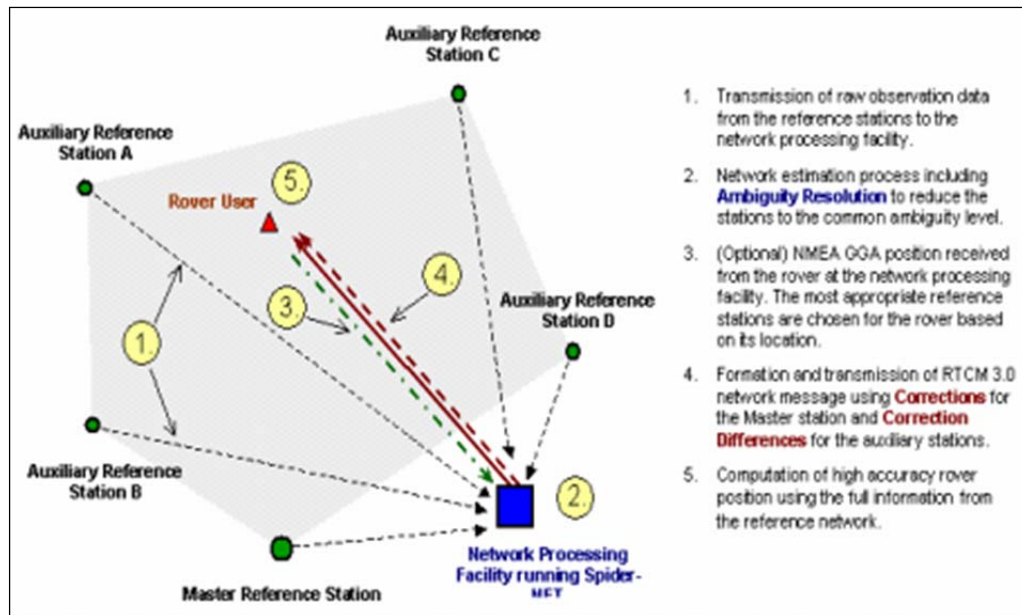 Auxiliary Reference
Station C
Auxiliary Reference
Station A
5.
Rover User
4.
3.
Auxiliary Reference
Station D
1.
Auxiliary Reference
Station B
2.
Network Processing
Facility running Spider-
NET
Master Reference Station
1. Transmission of raw observation data
from the reference stations to the
network processing facility.
2. Network estimation process including
Ambiguity Resolution to reduce the
stations to the common ambiguity level.
3. (Optional) NMEA GGA position received
from the rover at the network processing
facility. The most appropriate reference
stations are chosen for the rover based
on its location.
4. Formation and transmission of RTCM 3.0
network message using Corrections for
the Master station and Correction
Differences for the auxiliary stations.
5. Computation of high accuracy rover
position using the full information from
the reference network.